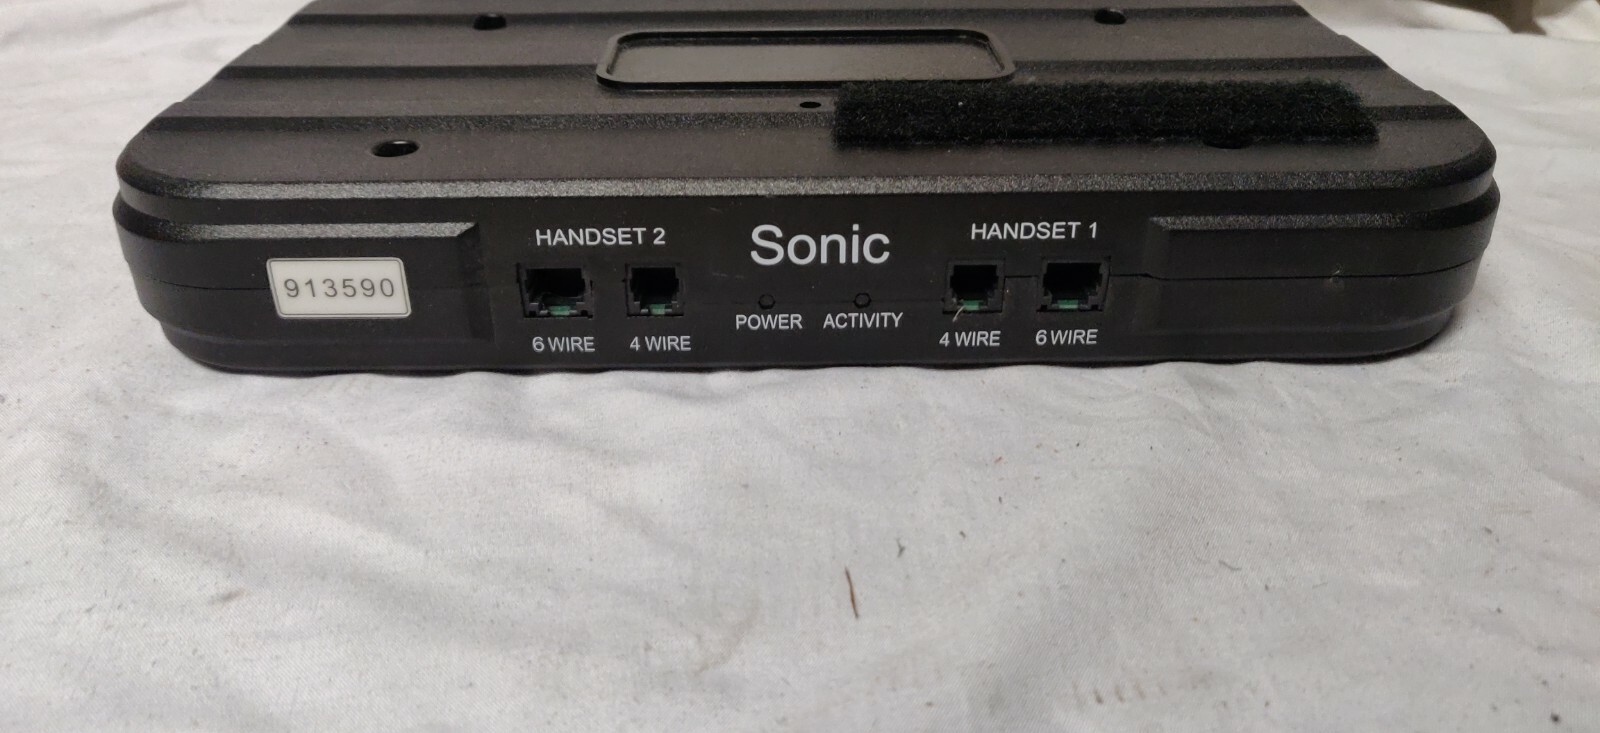 913590
HANDSET 2
6 WIRE
4 WIRE
Sonic
POWER
ACTIVITY
HANDSET 1
4 WIRE
6 WIRE